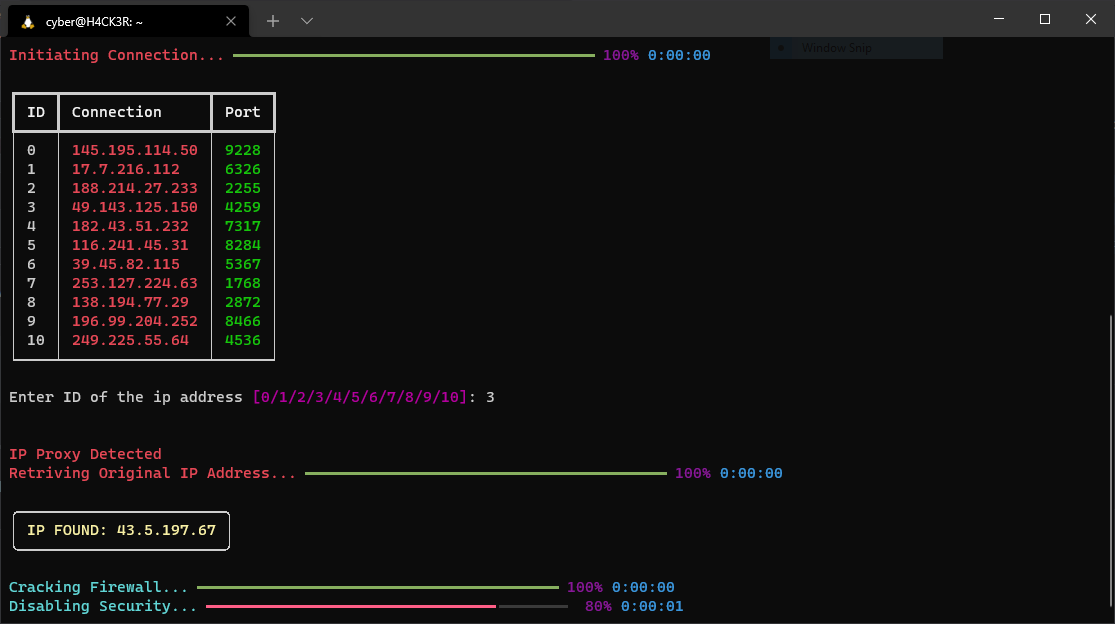 cyber@H4CK3R: ~
Initiating Connection... 100% 0:00:00
Window Snip
ID Connection Port
0 145.195.114.50 9228
1 17.7.216.112 6326
2 188.214.27.233 2255
3 49.143.125.150 4259
4 182.43.51.232 7317
5 116.241.45.31 8284
6 39.45.82.115 5367
7 253.127.224.63 1768
8 138.194.77.29 2872
9 196.99.204.252 8466
10 249.225.55.64 4536
Enter ID of the ip address [0/1/2/3/4/5/6/7/8/9/10]: 3
IP Proxy Detected
Retriving Original IP Address... 100% 0:00:00
IP FOUND: 43.5.197.67
Cracking Firewall... 100% 0:00:00
Disabling Security... 80% 0:00:01